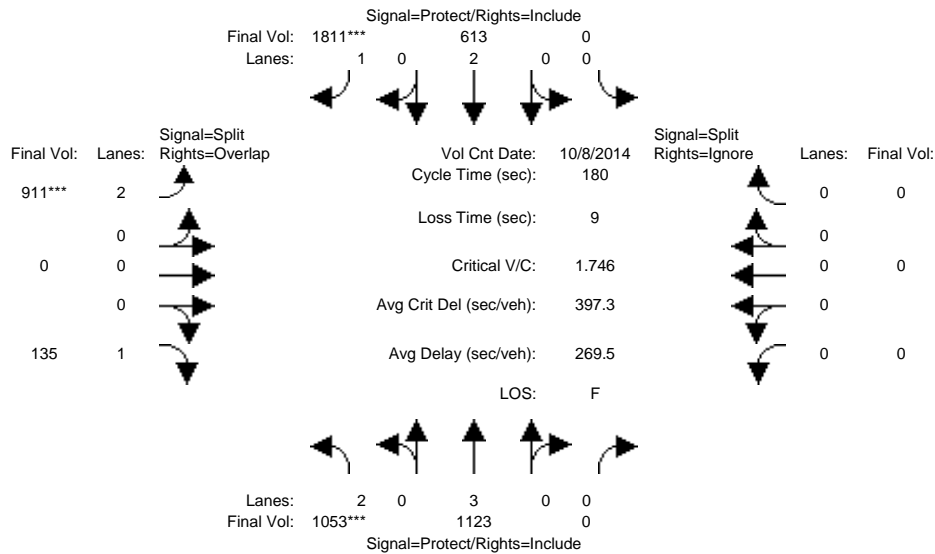 Signal=Protect/Rights=Include
Final Vol: 1811*** 613 0
Lanes: 1 0 2 0 0
Signal=Split Signal=Split
Final Vol: Lanes: Rights=Overlap Vol Cnt Date: 10/8/2014 Rights=Ignore Lanes: Final Vol:
Cycle Time (sec): 180
911*** 2 0 0
Loss Time (sec): 9
0 0
0 0 Critical V/C: 1.746 0 0
0 Avg Crit Del (sec/veh): 397.3 0
135 1 Avg Delay (sec/veh): 269.5 0 0
LOS: F
Lanes: 2 0 3 0 0
Final Vol: 1053*** 1123 0
Signal=Protect/Rights=Include